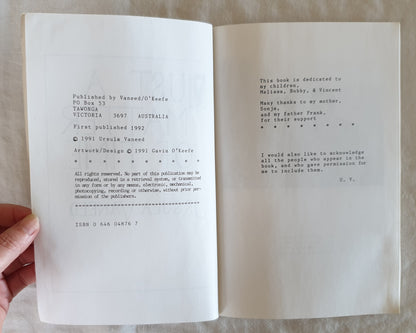 Published by Vaneed/O'Keefe
PO Box 53
TAWONGA
VICTORIA 3697 AUSTRALIA
First published 1992
© 1991 Ursula Vaneed
Artwork/Design © 1991 Gavin O'Keefe
* * * * * * * * * *
All rights reserved. No part of this publication may be
reproduced, stored in a retrieval system, or transmitted
in any form or by any means, electronic, mechanical,
photocopying, recording or otherwise, without prior per-
mission of the publishers.
ISBN 0 646 04876 7
This book is dedicated to
my children,
Melissa, Bobby, & Vincent
Many thanks to my mother,
Sonja,
and my father Frank,
for their support
* * * * * * * *
I would also like to acknowledge
all the people who appear in the
book, and who gave permission for
me to include them.
U. V.